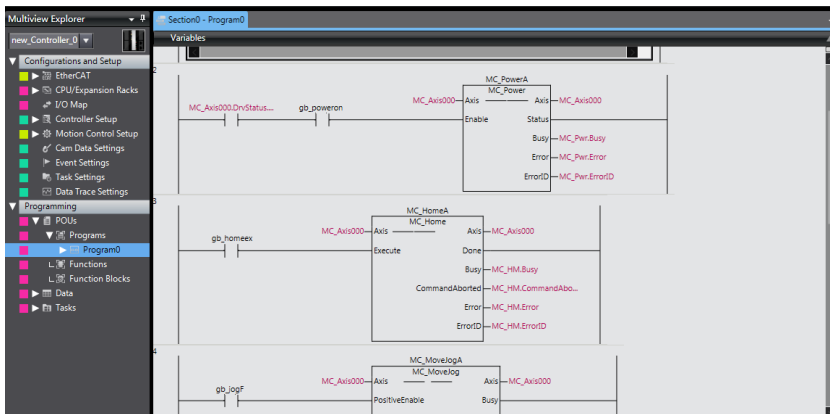 Multiview Explorer
new_Controller_0
Configurations and Setup
EtherCAT
CPU/Expansion Racks
I/O Map
Controller Setup
Motion Control Setup
Cam Data Settings
Event Settings
Task Settings
Data Trace Settings
Programming
POUs
Programs
Program0
Functions
Function Blocks
Data
Tasks
Section0 - Program0
Variables
2
MC_PowerA
MC_Power
MC_Axis000.DrvStatus... gb_poweron MC_Axis000 Axis Axis MC_Axis000
Enable Status
Busy MC_Pwr.Busy
Error MC_Pwr.Error
ErrorID MC_Pwr.ErrorID
3
MC_HomeA
MC_Home
gb_homeex MC_Axis000 Axis Axis MC_Axis000
Execute Done
Busy MC_HM.Busy
CommandAborted MC_HM.CommandAbo...
Error MC_HM.Error
ErrorID MC_HM.ErrorID
4
MC_MoveJogA
MC_MoveJog
gb_jogF MC_Axis000 Axis Axis MC_Axis000
PositiveEnable Busy